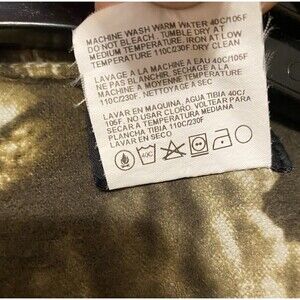 MACHINE WASH WARM WATER 40C/105F
DO NOT BLEACH. TUMBLE DRY AT
MEDIUM TEMPERATURE. IRON AT LOW
TEMPERATURE 110C/230F. DRY CLEAN
LAVAGE A LA MACHINE A EAU 40C/105F
NE PAS BLANCHIR. SECHAGE A LA
MACHINE A MOYENNE TEMPERATURE
110C/230F. NETTOYAGE A SEC
LAVAR EN MAQUINA, AGUA TIBIA 40C/
105F. NO USAR CLORO. VOLTEAR PARA
SECAR A TEMPERATURA MEDIANA
PLANCHA TIBIA 110C/230F
LAVAR EN SECO
40C